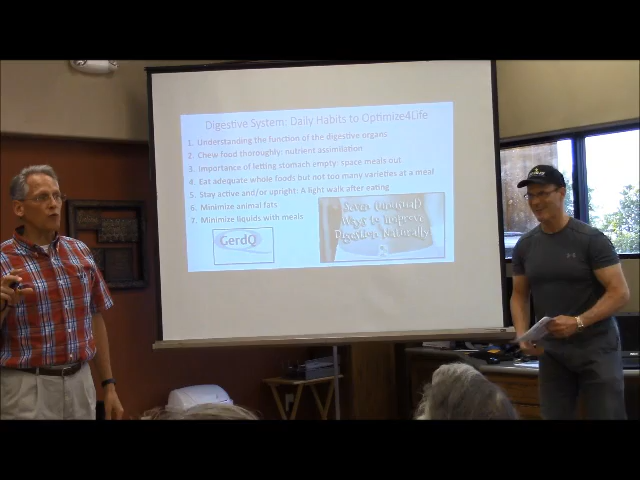 Digestive System: Daily Habits to Optimize4Life
1. Understanding the function of the digestive organs
2. Chew food thoroughly: nutrient assimilation
3. Importance of letting stomach empty: space meals out
4. Eat adequate whole foods but not too many varieties at a meal
5. Stay active and/or upright: A light walk after eating
6. Minimize animal fats
7. Minimize liquids with meals
GerdQ
Seven (Unusual)
Ways to Improve
Digestion Naturally